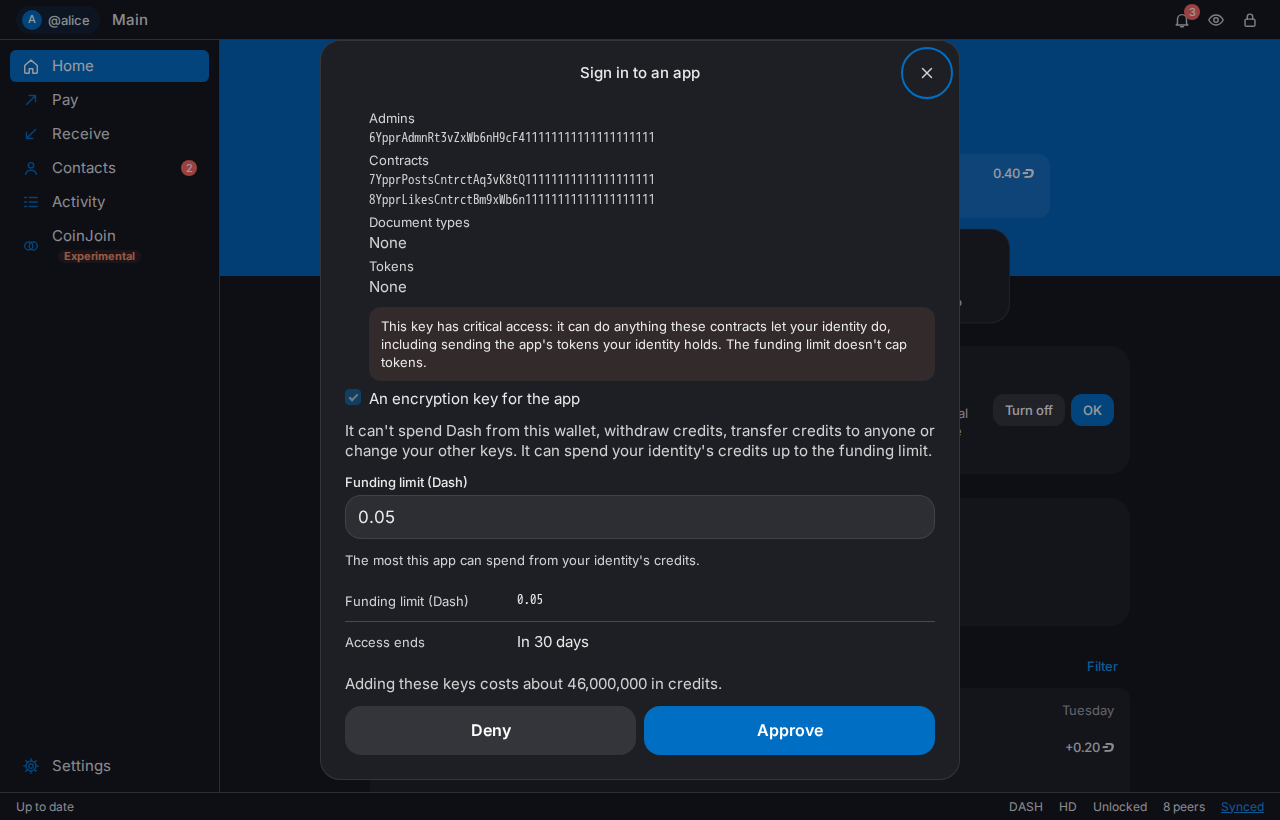 A @alice Main
3
Home
Pay
Receive
Contacts 2
Activity
CoinJoin
Experimental
Settings
Sign in to an app
Admins
6YpprAdmnRt3vZxWb6nH9cF41111111111111111111
Contracts
7YpprPostsCntrctAq3vK8tQ11111111111111111111
8YpprLikesCntrctBm9xWb6n11111111111111111111
Document types
None
Tokens
None
This key has critical access: it can do anything these contracts let your identity do,
including sending the app's tokens your identity holds. The funding limit doesn't cap
tokens.
An encryption key for the app
It can't spend Dash from this wallet, withdraw credits, transfer credits to anyone or
change your other keys. It can spend your identity's credits up to the funding limit.
Funding limit (Dash)
0.05
The most this app can spend from your identity's credits.
Funding limit (Dash) 0.05
Access ends In 30 days
Adding these keys costs about 46,000,000 in credits.
Deny Approve
0.40
Turn off OK
Filter
Tuesday
+0.20
Up to date DASH HD Unlocked 8 peers Synced